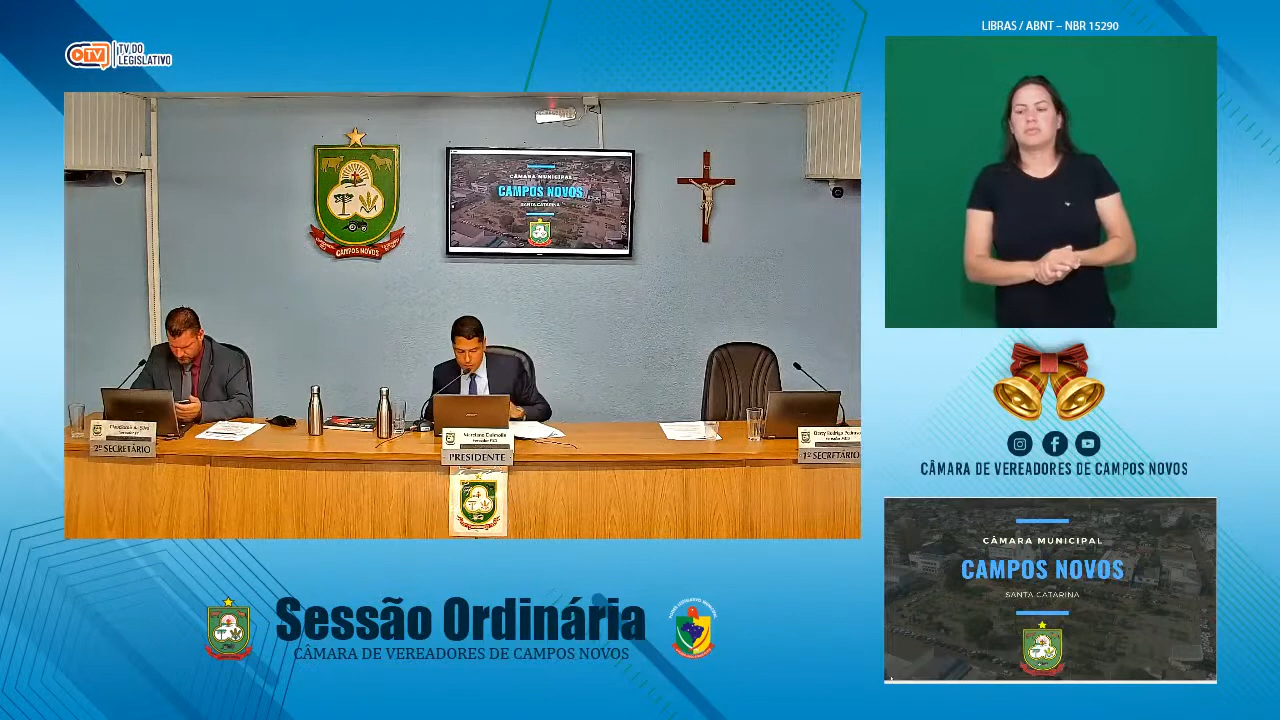 TV
TV DO
LEGISLATIVO
LIBRAS / ABNT – NBR 15290
CÂMARA MUNICIPAL
CAMPOS NOVOS
SANTA CATARINA
CAMPOS NOVOS
2º SECRETÁRIO
PRESIDENTE
1º SECRETÁRIO
CÂMARA DE VEREADORES DE CAMPOS NOVOS
CÂMARA MUNICIPAL
CAMPOS NOVOS
SANTA CATARINA
Sessão Ordinária
CÂMARA DE VEREADORES DE CAMPOS NOVOS